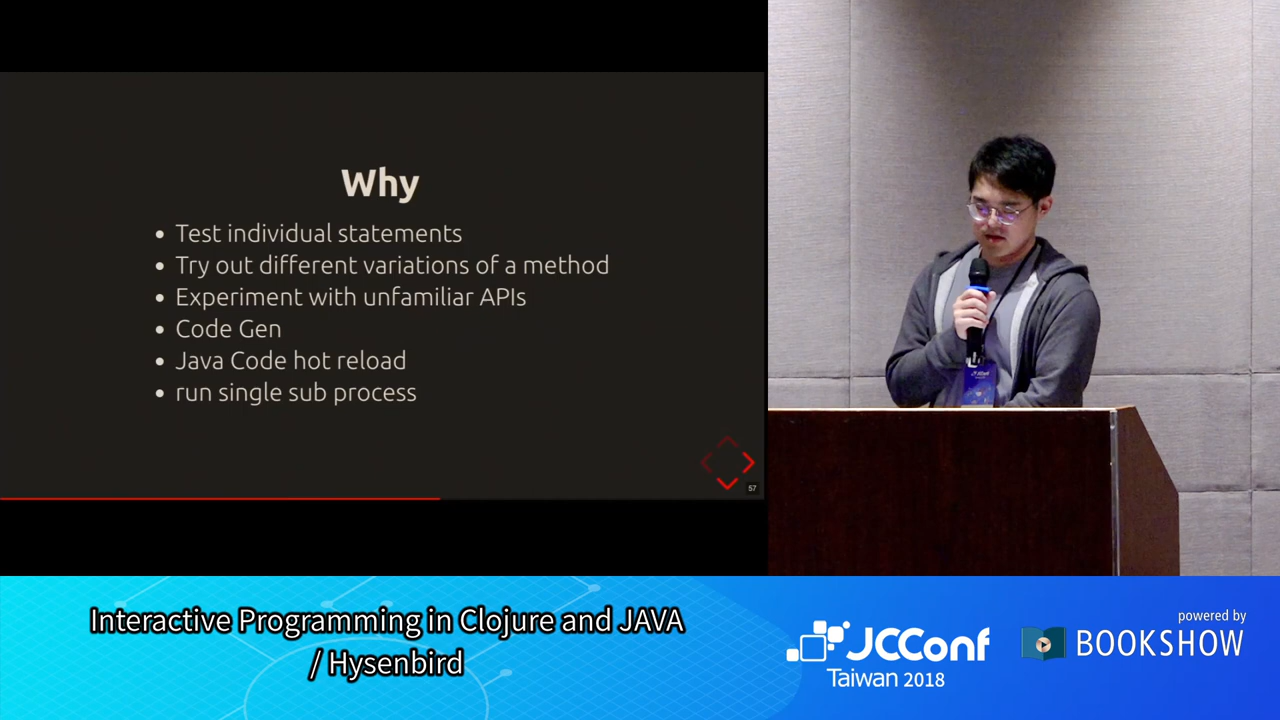 Why
Test individual statements
Try out different variations of a method
Experiment with unfamiliar APIs
Code Gen
Java Code hot reload
run single sub process
57
JCConf
Interactive Programming in Clojure and JAVA
/ Hysenbird
JCConf
Taiwan 2018
powered by
BOOKSHOW